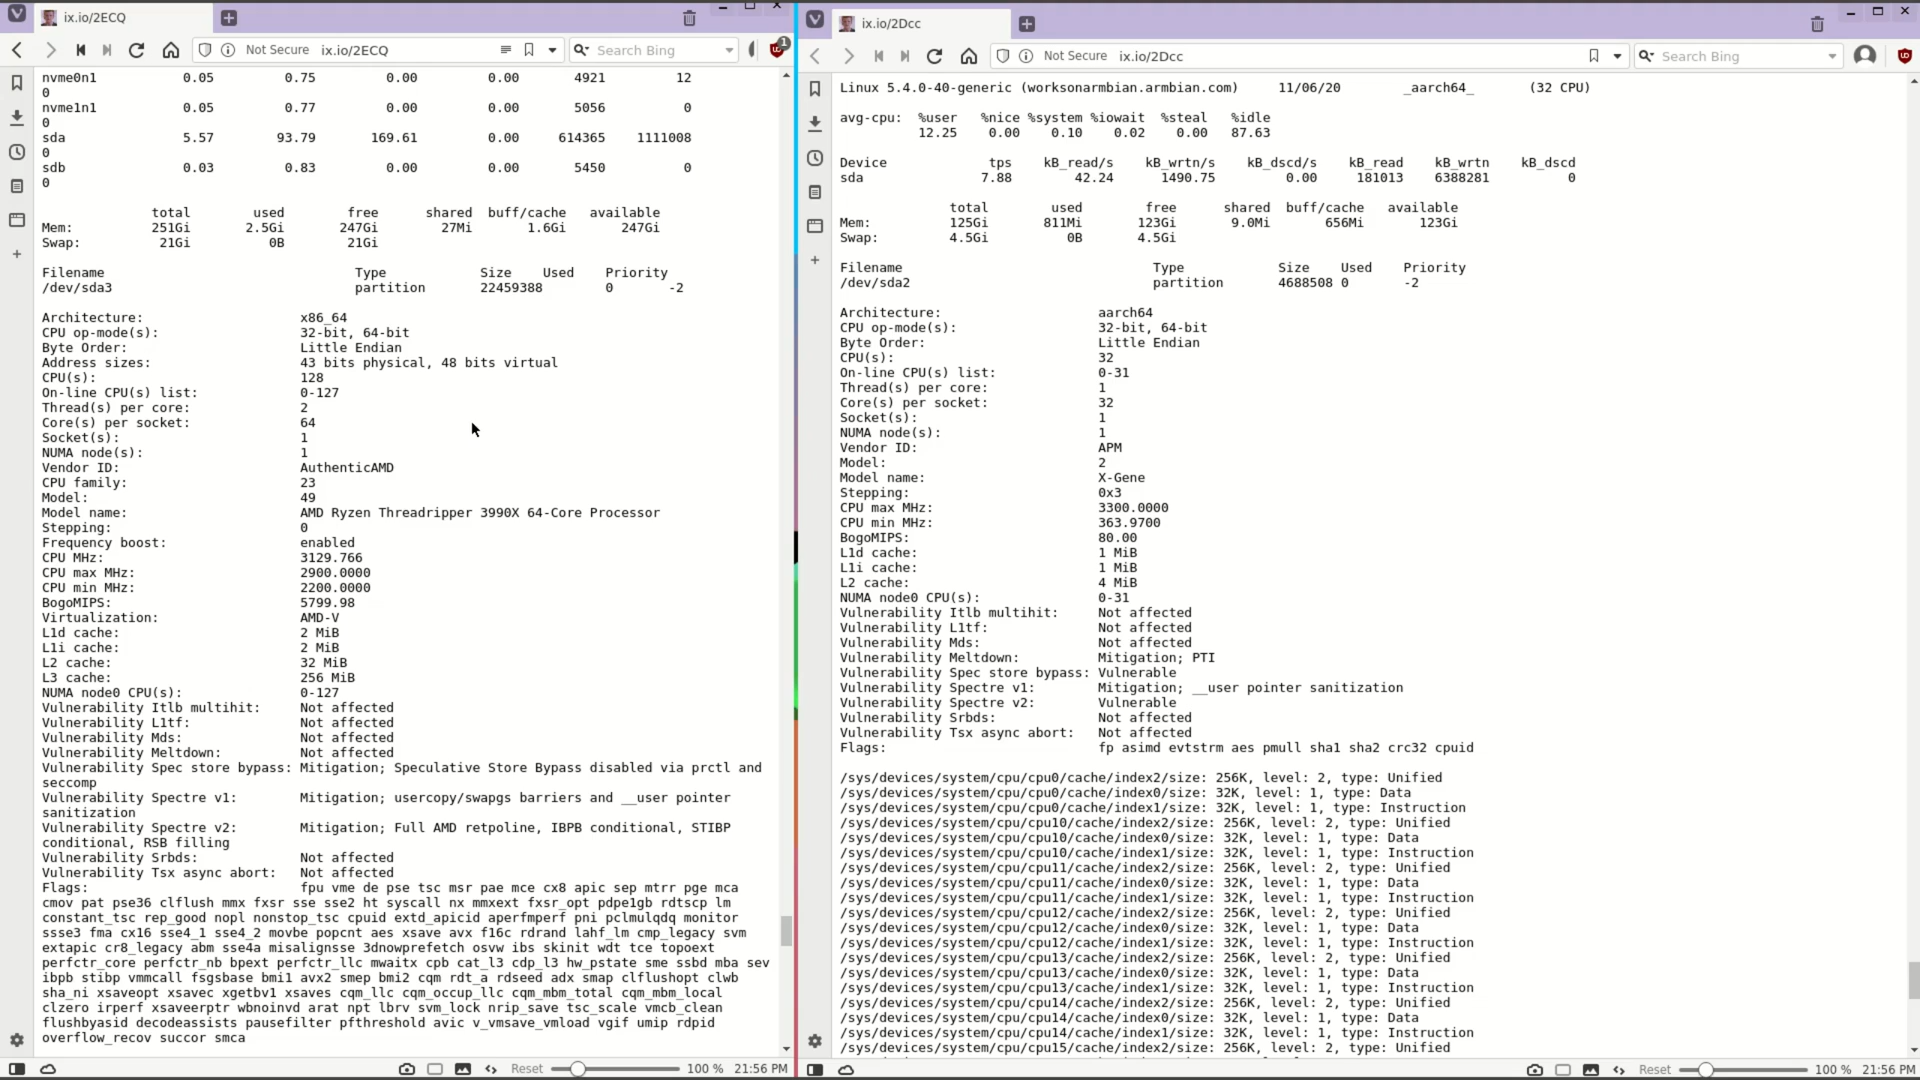 ix.io/2ECQ
Not Secure ix.io/2ECQ Search Bing 1
nvme0n1 0.05 0.75 0.00 0.00 4921 12
0
nvme1n1 0.05 0.77 0.00 0.00 5056 0
0
sda 5.57 93.79 169.61 0.00 614365 1111008
0
sdb 0.03 0.83 0.00 0.00 5450 0
0
total used free shared buff/cache available
Mem: 251Gi 2.5Gi 247Gi 27Mi 1.6Gi 247Gi
Swap: 21Gi 0B 21Gi
Filename Type Size Used Priority
/dev/sda3 partition 22459388 0 -2
Architecture: x86_64
CPU op-mode(s): 32-bit, 64-bit
Byte Order: Little Endian
Address sizes: 43 bits physical, 48 bits virtual
CPU(s): 128
On-line CPU(s) list: 0-127
Thread(s) per core: 2
Core(s) per socket: 64
Socket(s): 1
NUMA node(s): 1
Vendor ID: AuthenticAMD
CPU family: 23
Model: 49
Model name: AMD Ryzen Threadripper 3990X 64-Core Processor
Stepping: 0
Frequency boost: enabled
CPU MHz: 3129.766
CPU max MHz: 2900.0000
CPU min MHz: 2200.0000
BogoMIPS: 5799.98
Virtualization: AMD-V
L1d cache: 2 MiB
L1i cache: 2 MiB
L2 cache: 32 MiB
L3 cache: 256 MiB
NUMA node0 CPU(s): 0-127
Vulnerability Itlb multihit: Not affected
Vulnerability L1tf: Not affected
Vulnerability Mds: Not affected
Vulnerability Meltdown: Not affected
Vulnerability Spec store bypass: Mitigation; Speculative Store Bypass disabled via prctl and
seccomp
Vulnerability Spectre v1: Mitigation; usercopy/swapgs barriers and __user pointer
sanitization
Vulnerability Spectre v2: Mitigation; Full AMD retpoline, IBPB conditional, STIBP
conditional, RSB filling
Vulnerability Srbds: Not affected
Vulnerability Tsx async abort: Not affected
Flags: fpu vme de pse tsc msr pae mce cx8 apic sep mtrr pge mca
cmov pat pse36 clflush mmx fxsr sse sse2 ht syscall nx mmxext fxsr_opt pdpe1gb rdtscp lm
constant_tsc rep_good nopl nonstop_tsc cpuid extd_apicid aperfmperf pni pclmulqdq monitor
ssse3 fma cx16 sse4_1 sse4_2 movbe popcnt aes xsave avx f16c rdrand lahf_lm cmp_legacy svm
extapic cr8_legacy abm sse4a misalignsse 3dnowprefetch osvw ibs skinit wdt tce topoext
perfctr_core perfctr_nb bpext perfctr_llc mwaitx cpb cat_l3 cdp_l3 hw_pstate sme ssbd mba sev
ibpb stibp vmmcall fsgsbase bmi1 avx2 smep bmi2 cqm rdt_a rdseed adx smap clflushopt clwb
sha_ni xsaveopt xsavec xgetbv1 xsaves cqm_llc cqm_occup_llc cqm_mbm_total cqm_mbm_local
clzero irperf xsaveerptr wbnoinvd arat npt lbrv svm_lock nrip_save tsc_scale vmcb_clean
flushbyasid decodeassists pausefilter pfthreshold avic v_vmsave_vmload vgif umip rdpid
overflow_recov succor smca
Reset 100 % 21:56 PM
ix.io/2Dcc
Not Secure ix.io/2Dcc Search Bing
Linux 5.4.0-40-generic (worksonarmbian.armbian.com) 11/06/20 _aarch64_ (32 CPU)
avg-cpu: %user %nice %system %iowait %steal %idle
12.25 0.00 0.10 0.02 0.00 87.63
Device tps kB_read/s kB_wrtn/s kB_dscd/s kB_read kB_wrtn kB_dscd
sda 7.88 42.24 1490.75 0.00 181013 6388281 0
total used free shared buff/cache available
Mem: 125Gi 811Mi 123Gi 9.0Mi 656Mi 123Gi
Swap: 4.5Gi 0B 4.5Gi
Filename Type Size Used Priority
/dev/sda2 partition 4688508 0 -2
Architecture: aarch64
CPU op-mode(s): 32-bit, 64-bit
Byte Order: Little Endian
CPU(s): 32
On-line CPU(s) list: 0-31
Thread(s) per core: 1
Core(s) per socket: 32
Socket(s): 1
NUMA node(s): 1
Vendor ID: APM
Model: 2
Model name: X-Gene
Stepping: 0x3
CPU max MHz: 3300.0000
CPU min MHz: 363.9700
BogoMIPS: 80.00
L1d cache: 1 MiB
L1i cache: 1 MiB
L2 cache: 4 MiB
NUMA node0 CPU(s): 0-31
Vulnerability Itlb multihit: Not affected
Vulnerability L1tf: Not affected
Vulnerability Mds: Not affected
Vulnerability Meltdown: Mitigation; PTI
Vulnerability Spec store bypass: Vulnerable
Vulnerability Spectre v1: Mitigation; __user pointer sanitization
Vulnerability Spectre v2: Vulnerable
Vulnerability Srbds: Not affected
Vulnerability Tsx async abort: Not affected
Flags: fp asimd evtstrm aes pmull sha1 sha2 crc32 cpuid
/sys/devices/system/cpu/cpu0/cache/index2/size: 256K, level: 2, type: Unified
/sys/devices/system/cpu/cpu0/cache/index0/size: 32K, level: 1, type: Data
/sys/devices/system/cpu/cpu0/cache/index1/size: 32K, level: 1, type: Instruction
/sys/devices/system/cpu/cpu10/cache/index2/size: 256K, level: 2, type: Unified
/sys/devices/system/cpu/cpu10/cache/index0/size: 32K, level: 1, type: Data
/sys/devices/system/cpu/cpu10/cache/index1/size: 32K, level: 1, type: Instruction
/sys/devices/system/cpu/cpu11/cache/index2/size: 256K, level: 2, type: Unified
/sys/devices/system/cpu/cpu11/cache/index0/size: 32K, level: 1, type: Data
/sys/devices/system/cpu/cpu11/cache/index1/size: 32K, level: 1, type: Instruction
/sys/devices/system/cpu/cpu12/cache/index2/size: 256K, level: 2, type: Unified
/sys/devices/system/cpu/cpu12/cache/index0/size: 32K, level: 1, type: Data
/sys/devices/system/cpu/cpu12/cache/index1/size: 32K, level: 1, type: Instruction
/sys/devices/system/cpu/cpu13/cache/index2/size: 256K, level: 2, type: Unified
/sys/devices/system/cpu/cpu13/cache/index0/size: 32K, level: 1, type: Data
/sys/devices/system/cpu/cpu13/cache/index1/size: 32K, level: 1, type: Instruction
/sys/devices/system/cpu/cpu14/cache/index2/size: 256K, level: 2, type: Unified
/sys/devices/system/cpu/cpu14/cache/index0/size: 32K, level: 1, type: Data
/sys/devices/system/cpu/cpu14/cache/index1/size: 32K, level: 1, type: Instruction
/sys/devices/system/cpu/cpu15/cache/index2/size: 256K, level: 2, type: Unified
Reset 100 % 21:56 PM